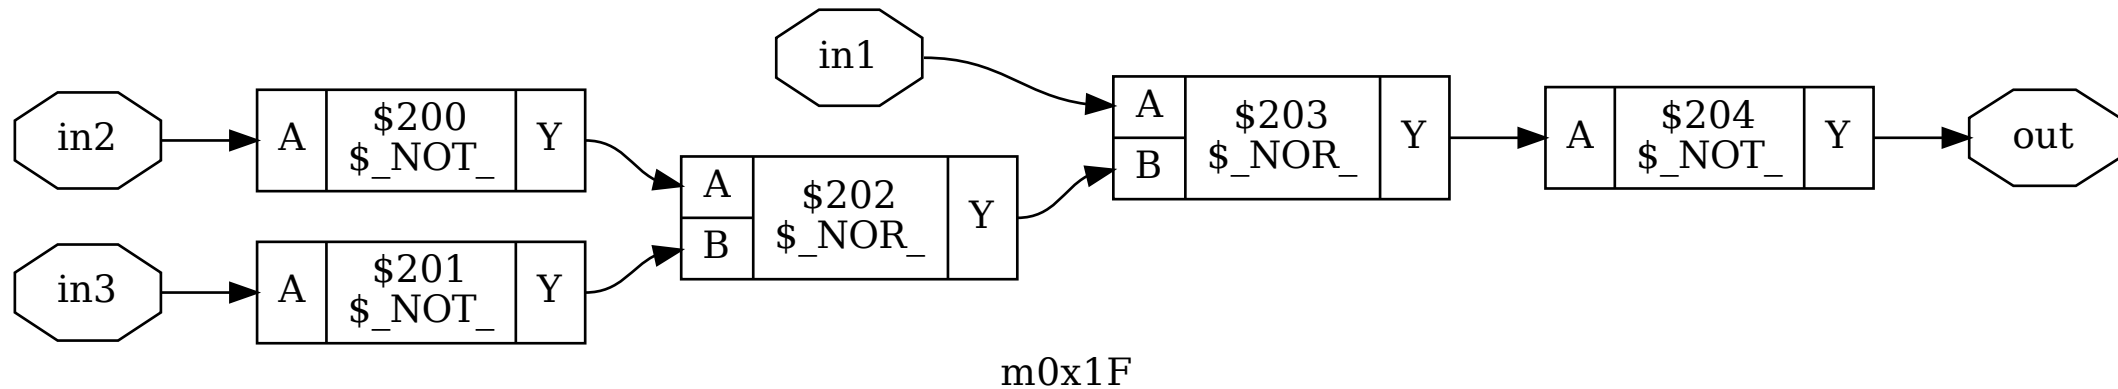 in1
in2
A
$200
$_NOT_
Y
in3
A
$201
$_NOT_
Y
A
B
$202
$_NOR_
Y
A
B
$203
$_NOR_
Y
A
$204
$_NOT_
Y
out
m0x1F